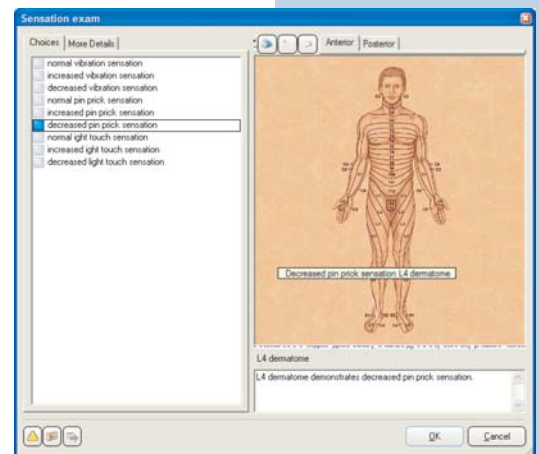 Sensation exam
Choices
More Details
Anterior
Posterior
normal vibration sensation
increased vibration sensation
decreased vibration sensation
normal pin prick sensation
increased pin prick sensation
decreased pin prick sensation
normal ight touch sensation
increased ight touch sensation
decreased light touch sensation
Decreased pin prick sensation L4 dermatome
L4 dermatome
L4 dermatome demonstrates decreased pin prick sensation.
OK
Cancel